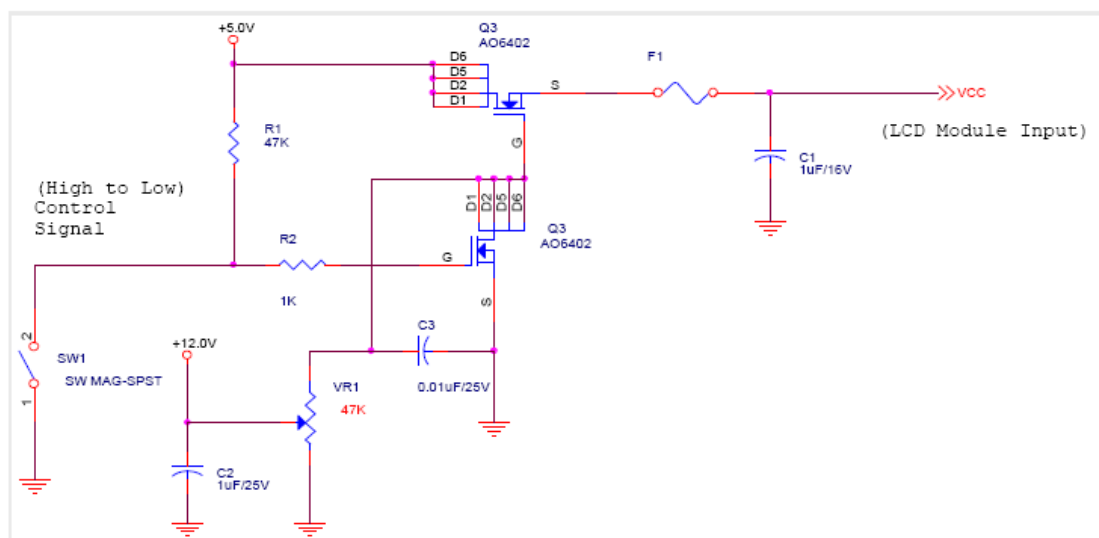 +5.0V
Q3
AO6402
D6
D5
D2
D1
S
G
F1
VCC
(LCD Module Input)
R1
47K
C1
1uF/16V
(High to Low)
Control
Signal
D1
D2
D5
D6
Q3
AO6402
R2
1K
G
S
2
1
SW1
SW MAG-SPST
+12.0V
C3
0.01uF/25V
VR1
47K
C2
1uF/25V